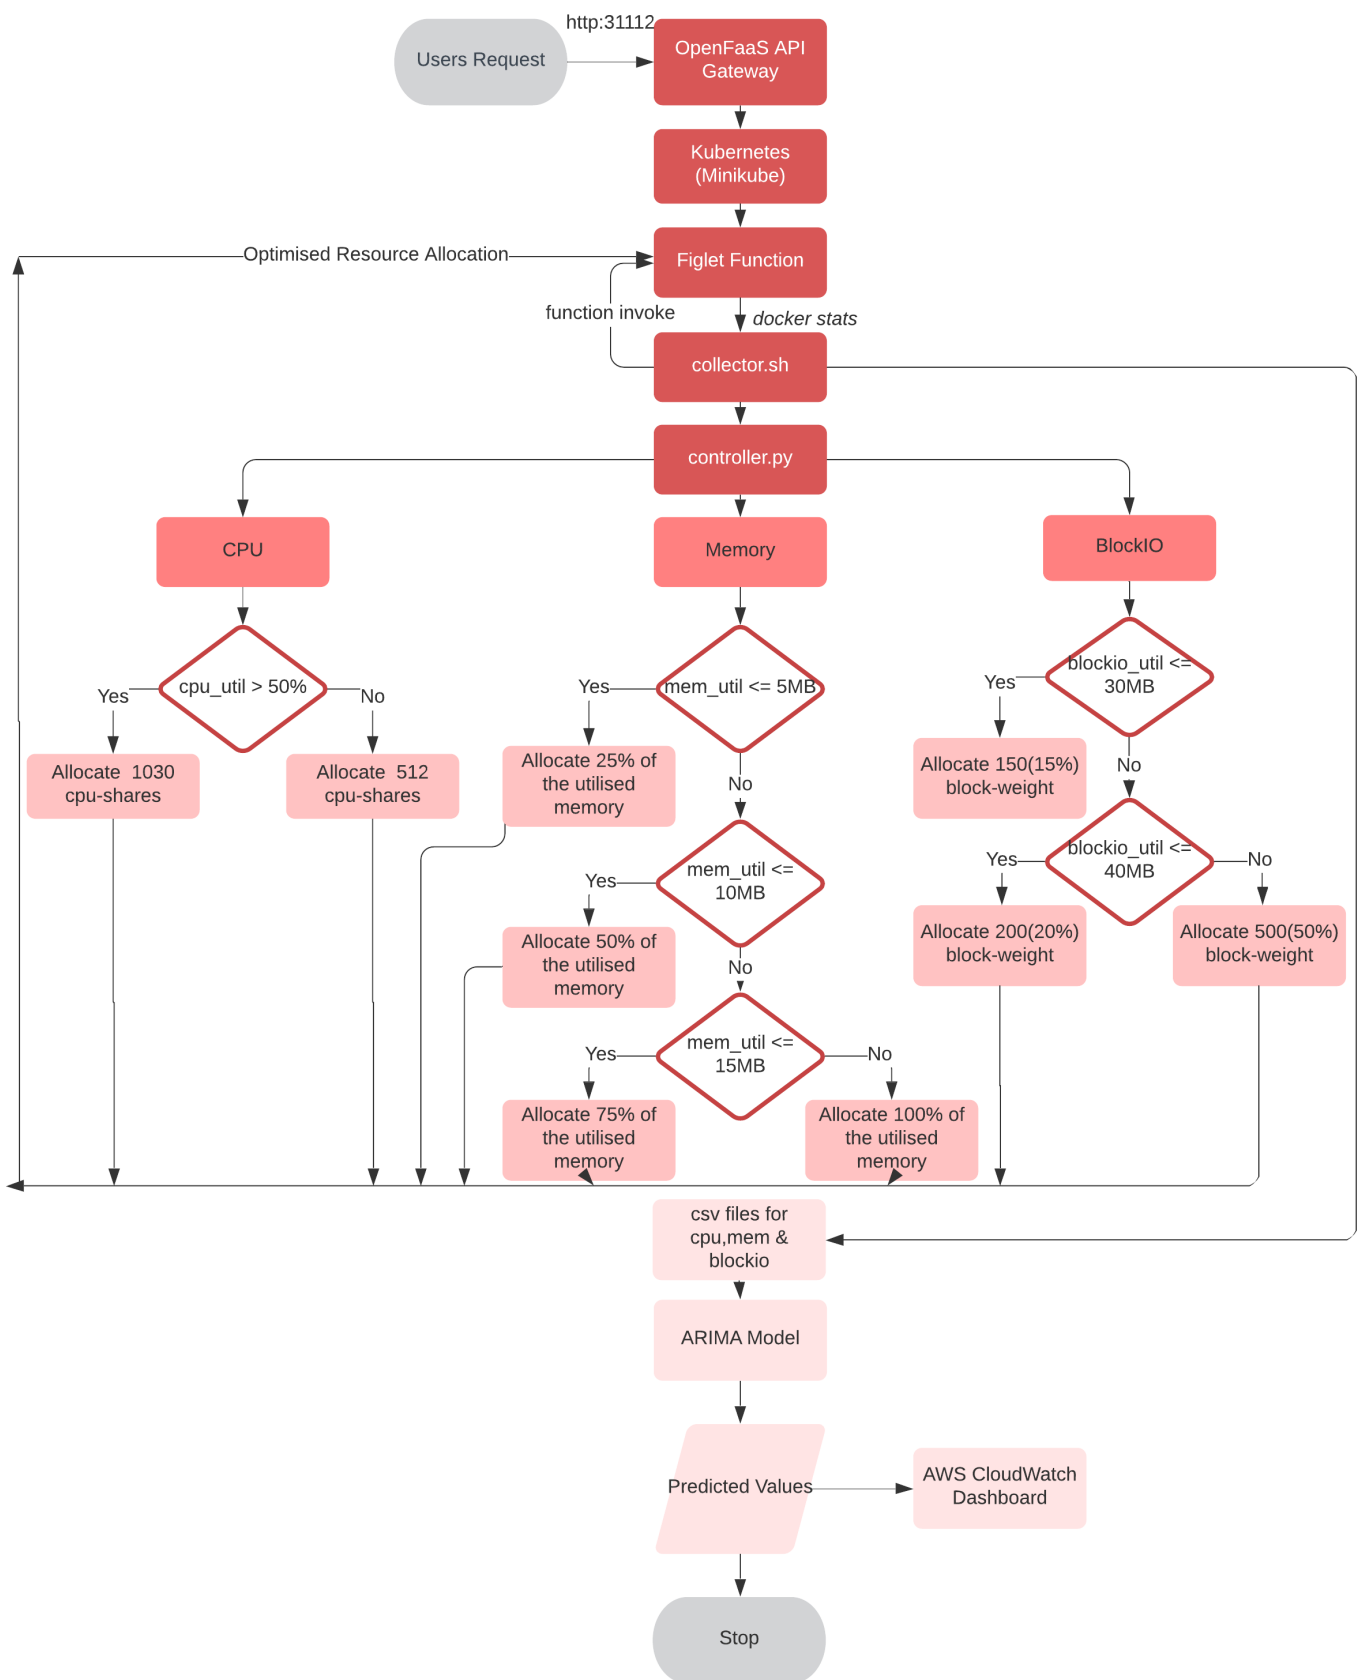 http:31112
Users Request
OpenFaaS API
Gateway
Kubernetes
(Minikube)
Optimised Resource Allocation
Figlet Function
function invoke
docker stats
collector.sh
controller.py
CPU
Memory
BlockIO
cpu_util > 50%
Yes
No
Allocate  1030
cpu-shares
Allocate  512
cpu-shares
mem_util <= 5MB
Yes
Allocate 25% of
the utilised
memory
No
mem_util <=
10MB
Yes
Allocate 50% of
the utilised
memory
No
mem_util <=
15MB
Yes
No
Allocate 75% of
the utilised
memory
Allocate 100% of
the utilised
memory
blockio_util <=
30MB
Yes
Allocate 150(15%)
block-weight
No
blockio_util <=
40MB
Yes
No
Allocate 200(20%)
block-weight
Allocate 500(50%)
block-weight
csv files for
cpu,mem &
blockio
ARIMA Model
Predicted Values
AWS CloudWatch
Dashboard
Stop